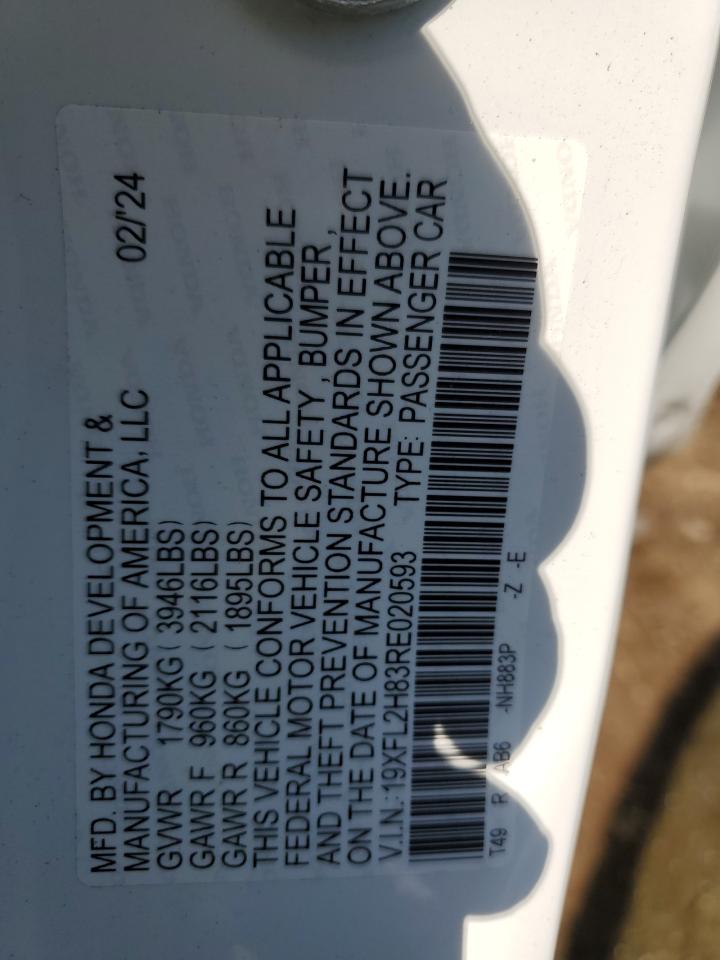 MFD. BY HONDA DEVELOPMENT &
MANUFACTURING OF AMERICA, LLC 02/'24
GVWR 1790KG ( 3946LBS)
GAWR F 960KG ( 2116LBS)
GAWR R 860KG ( 1895LBS)
THIS VEHICLE CONFORMS TO ALL APPLICABLE
FEDERAL MOTOR VEHICLE SAFETY , BUMPER ,
AND THEFT PREVENTION STANDARDS IN EFFECT
ON THE DATE OF MANUFACTURE SHOWN ABOVE.
V.I.N.: 19XFL2H83RE020593 TYPE: PASSENGER CAR
T49 R AB6 -NH883P -Z -E